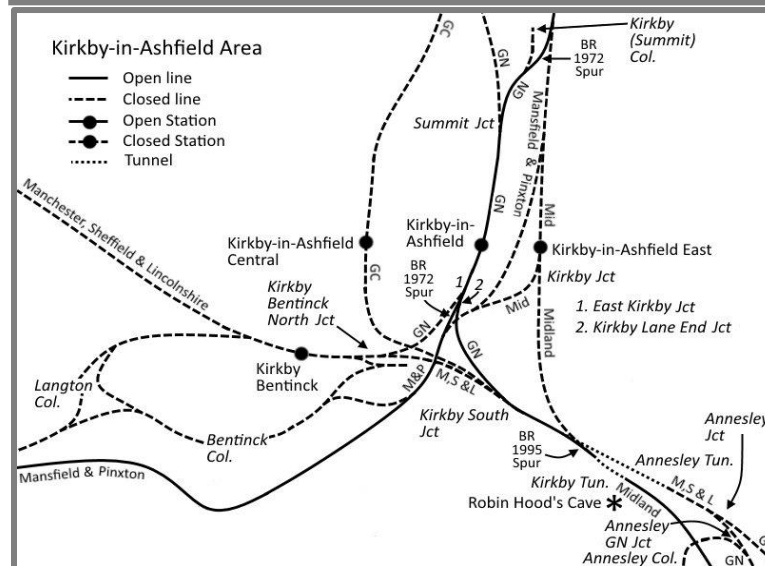 Kirkby-in-Ashfield Area
Open line
Closed line
Open Station
Closed Station
Tunnel
GC
GN
BR
1972
Spur
Kirkby
(Summit)
Col.
GN
Summit Jct
Mansfield & Pinxton
Manchester, Sheffield & Lincolnshire
GN
Mid
Kirkby-in-Ashfield
Central
Kirkby-in-
Ashfield
Kirkby-in-Ashfield East
GC
BR
1972
Spur
1
2
Kirkby Jct
Kirkby
Bentinck
North Jct
GN
Mid
Midland
1. East Kirkby Jct
2. Kirkby Lane End Jct
GN
Kirkby
Bentinck
M&P
M,S &L
Langton
Col.
Kirkby South
Jct
Bentinck
Col.
BR
1995
Spur
Annesley
Jct
Annesley Tun.
Mansfield & Pinxton
Kirkby Tun.
Midland
M,S & L
Robin Hood's Cave
Annesley
GN Jct
Annesley Col.
GN